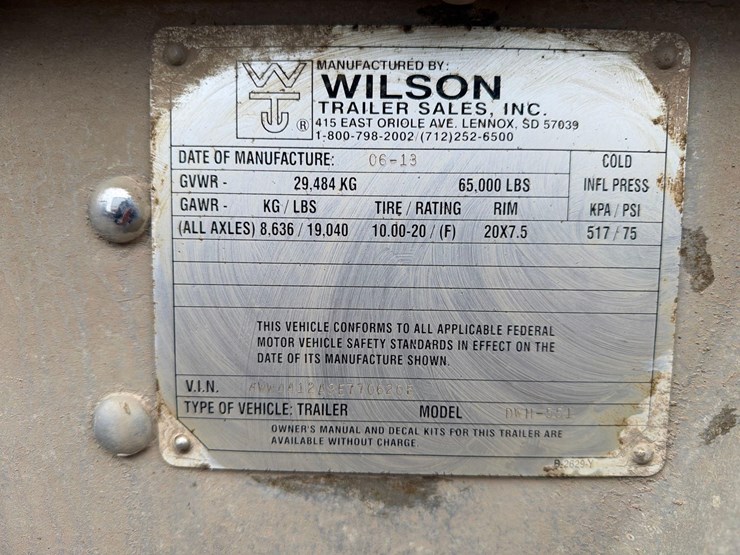 MANUFACTURED BY:
WILSON
TRAILER SALES, INC.
415 EAST ORIOLE AVE. LENNOX, SD 57039
1-800-798-2002/(712)252-6500
WT ®
DATE OF MANUFACTURE: 06-13
COLD
GVWR - 29,484 KG 65,000 LBS
INFL PRESS
GAWR - KG / LBS TIRE / RATING RIM
KPA / PSI
(ALL AXLES) 8,636 / 19,040 10.00-20 / (F) 20X7.5 517 / 75
THIS VEHICLE CONFORMS TO ALL APPLICABLE FEDERAL
MOTOR VEHICLE SAFETY STANDARDS IN EFFECT ON THE
DATE OF ITS MANUFACTURE SHOWN.
V.I.N.
TYPE OF VEHICLE: TRAILER MODEL
OWNER'S MANUAL AND DECAL KITS FOR THIS TRAILER ARE
AVAILABLE WITHOUT CHARGE.